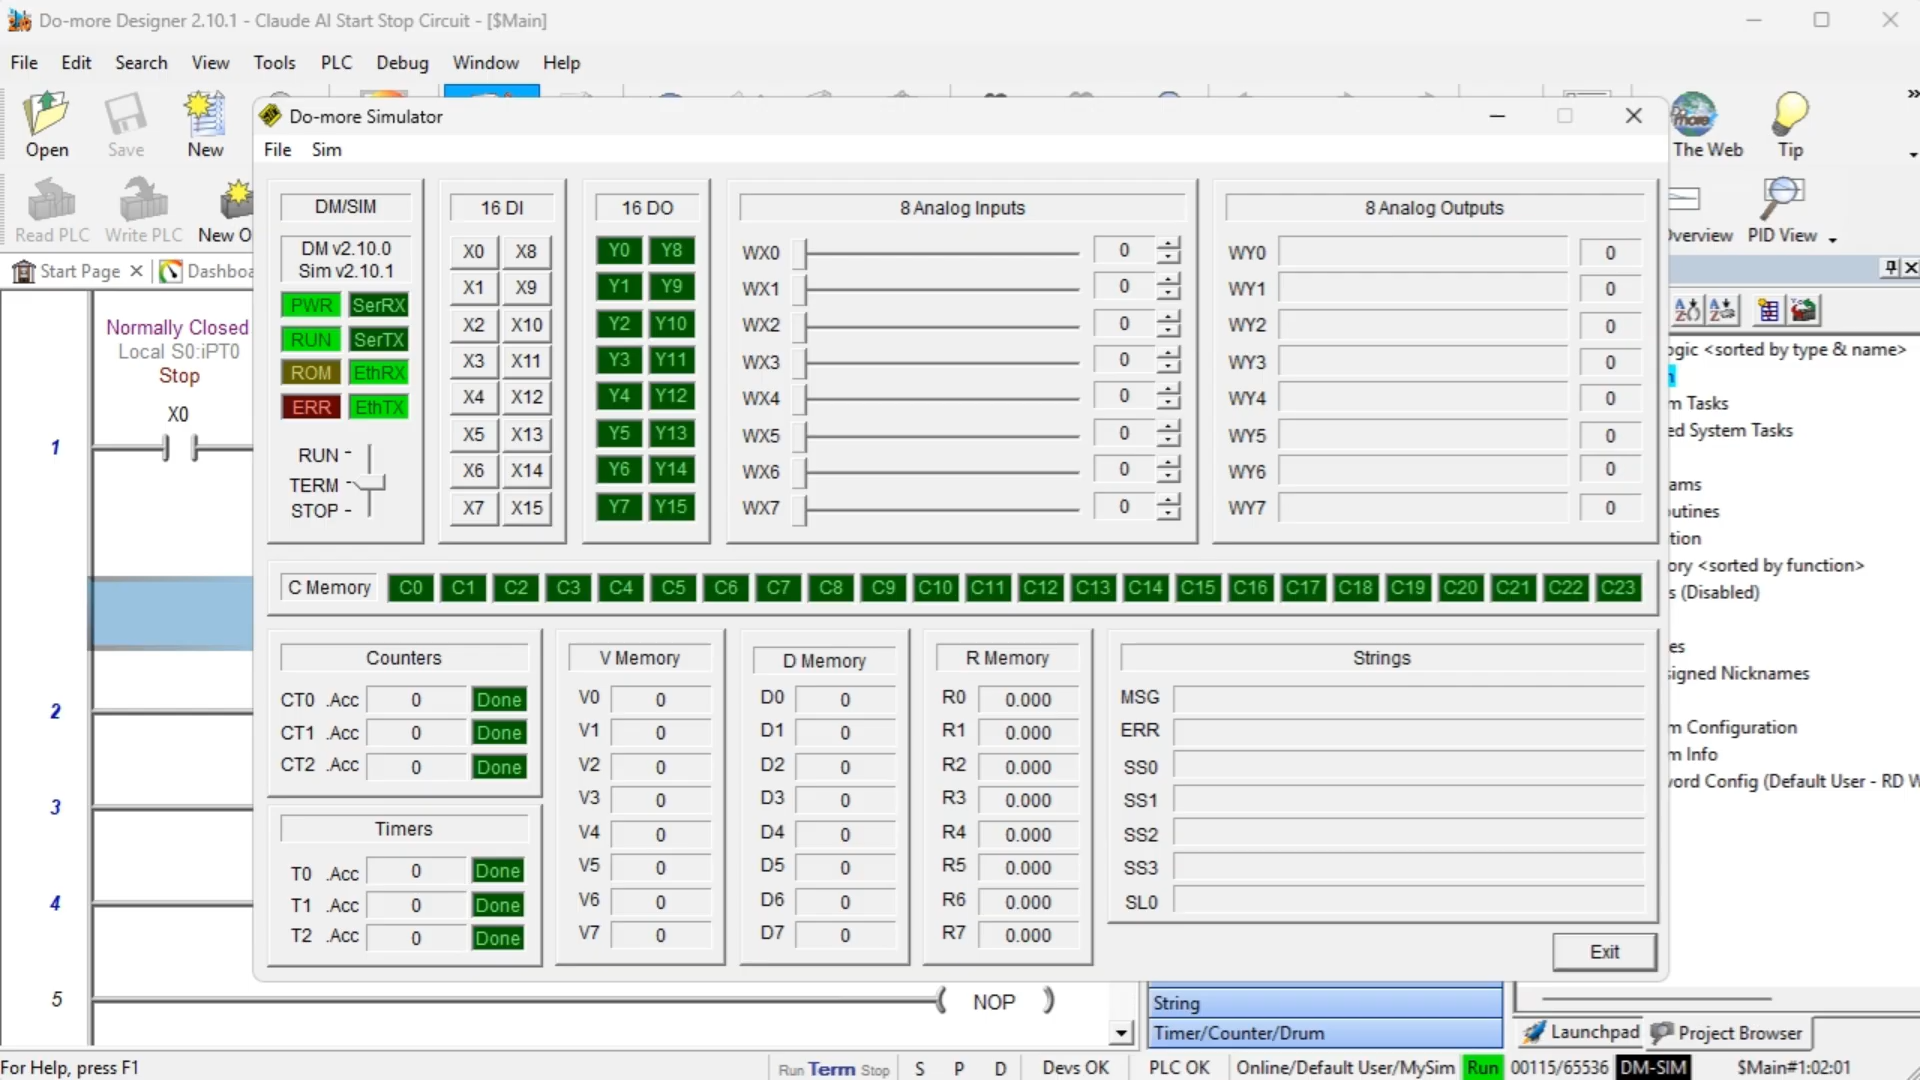 Do-more Designer 2.10.1 - Claude AI Start Stop Circuit - [$Main]
File Edit Search View Tools PLC Debug Window Help
Open Save New
The Web Tip
Read PLC Write PLC New O
Overview PID View
Start Page
Dashboa
Do-more Simulator
File Sim
DM/SIM
DM v2.10.0
Sim v2.10.1
PWR SerRX
RUN SerTX
ROM EthRX
ERR EthTX
RUN -
TERM -
STOP -
16 DI
X0 X8
X1 X9
X2 X10
X3 X11
X4 X12
X5 X13
X6 X14
X7 X15
16 DO
Y0 Y8
Y1 Y9
Y2 Y10
Y3 Y11
Y4 Y12
Y5 Y13
Y6 Y14
Y7 Y15
8 Analog Inputs
WX0 0
WX1 0
WX2 0
WX3 0
WX4 0
WX5 0
WX6 0
WX7 0
8 Analog Outputs
WY0 0
WY1 0
WY2 0
WY3 0
WY4 0
WY5 0
WY6 0
WY7 0
C Memory C0 C1 C2 C3 C4 C5 C6 C7 C8 C9 C10 C11 C12 C13 C14 C15 C16 C17 C18 C19 C20 C21 C22 C23
Counters
CT0 .Acc 0 Done
CT1 .Acc 0 Done
CT2 .Acc 0 Done
Timers
T0 .Acc 0 Done
T1 .Acc 0 Done
T2 .Acc 0 Done
V Memory
V0 0
V1 0
V2 0
V3 0
V4 0
V5 0
V6 0
V7 0
D Memory
D0 0
D1 0
D2 0
D3 0
D4 0
D5 0
D6 0
D7 0
R Memory
R0 0.000
R1 0.000
R2 0.000
R3 0.000
R4 0.000
R5 0.000
R6 0.000
R7 0.000
Strings
MSG
ERR
SS0
SS1
SS2
SS3
SL0
Exit
Normally Closed
Local S0:iPT0
Stop
X0
1
2
3
4
5
NOP
ogic <sorted by type & name>
m Tasks
ed System Tasks
ams
outines
tion
ory <sorted by function>
s (Disabled)
es
signed Nicknames
m Configuration
m Info
word Config (Default User - RD W
String
Timer/Counter/Drum
Launchpad Project Browser
For Help, press F1
Run Term Stop S P D Devs OK PLC OK Online/Default User/MySim Run 00115/65536 DM-SIM $Main#1:02:01